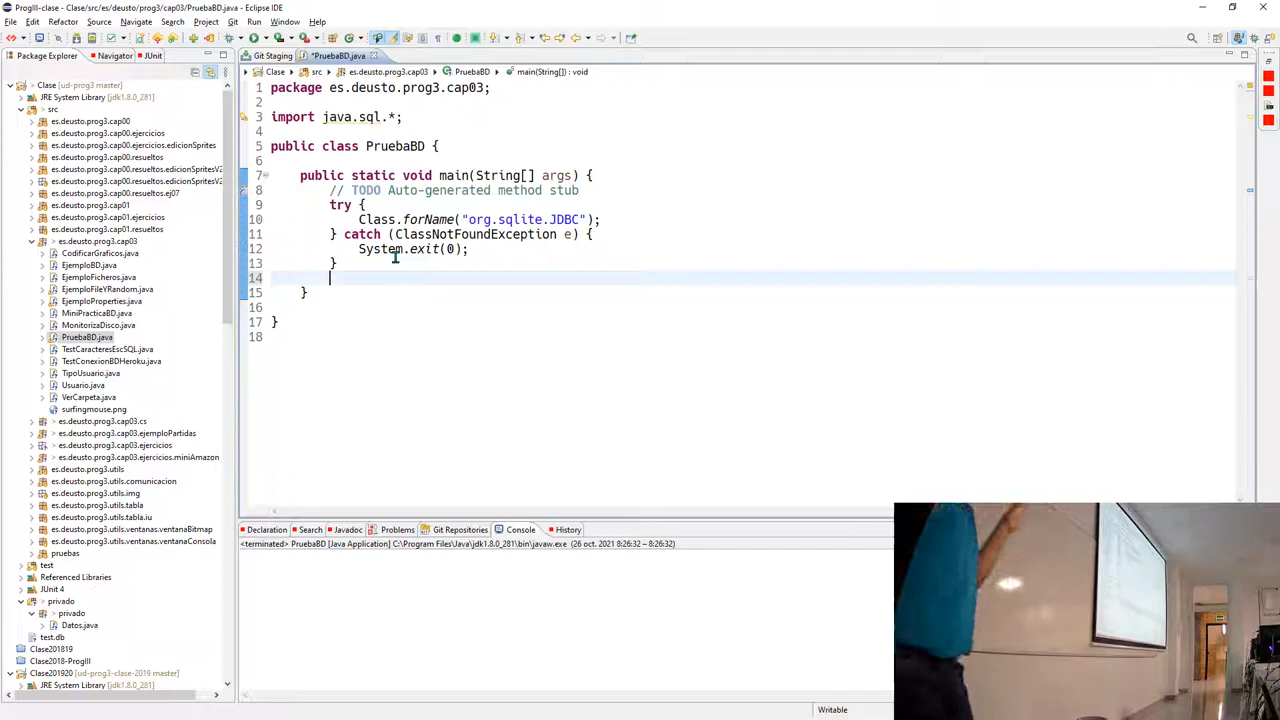 ProgIII-clase - Clase/src/es/deusto/prog3/cap03/PruebaBD.java - Eclipse IDE
File Edit Refactor Source Navigate Search Project Git Run Window Help
Package Explorer Navigator JUnit
Clase [ud-prog3 master]
JRE System Library [jdk1.8.0_281]
src
es.deusto.prog3.cap00
es.deusto.prog3.cap00.ejercicios
es.deusto.prog3.cap00.ejercicios.edicionSprites
es.deusto.prog3.cap00.resueltos
es.deusto.prog3.cap00.resueltos.edicionSprites
es.deusto.prog3.cap00.resueltos.edicionSpritesV2
es.deusto.prog3.cap00.resueltos.ej07
es.deusto.prog3.cap01
es.deusto.prog3.cap01.ejercicios
es.deusto.prog3.cap01.resueltos
> es.deusto.prog3.cap03
CodificarGraficos.java
EjemploBD.java
EjemploFicheros.java
EjemploFileYRandom.java
EjemploProperties.java
MiniPracticaBD.java
MonitorizaDisco.java
PruebaBD.java
TestCaracteresEscSQL.java
TestConexionBDHeroku.java
TipoUsuario.java
Usuario.java
VerCarpeta.java
surfingmouse.png
> es.deusto.prog3.cap03.cs
> es.deusto.prog3.cap03.ejemploPartidas
> es.deusto.prog3.cap03.ejercicios
> es.deusto.prog3.cap03.ejercicios.miniAmazon
es.deusto.prog3.utils
es.deusto.prog3.utils.comunicacion
es.deusto.prog3.utils.img
es.deusto.prog3.utils.tabla
es.deusto.prog3.utils.tabla.iu
es.deusto.prog3.utils.ventanas.ventanaBitmap
es.deusto.prog3.utils.ventanas.ventanaConsola
pruebas
test
Referenced Libraries
JUnit 4
> privado
> privado
Datos.java
test.db
Clase201819
Clase2018-ProgIII
Clase201920 [ud-prog3-clase-2019 master]
JRE System Library [jdk1.8.0_281]
Git Staging *PruebaBD.java
Clase src es.deusto.prog3.cap03 PruebaBD main(String[]) : void
1 package es.deusto.prog3.cap03;
2
3 import java.sql.*;
4
5 public class PruebaBD {
6
7 public static void main(String[] args) {
8 // TODO Auto-generated method stub
9 try {
10 Class.forName("org.sqlite.JDBC");
11 } catch (ClassNotFoundException e) {
12 System.exit(0);
13 }
14
15 }
16
17 }
18
Declaration Search Javadoc Problems Git Repositories Console History
<terminated> PruebaBD [Java Application] C:\Program Files\Java\jdk1.8.0_281\bin\javaw.exe (26 oct. 2021 8:26:32 – 8:26:32)
Writable